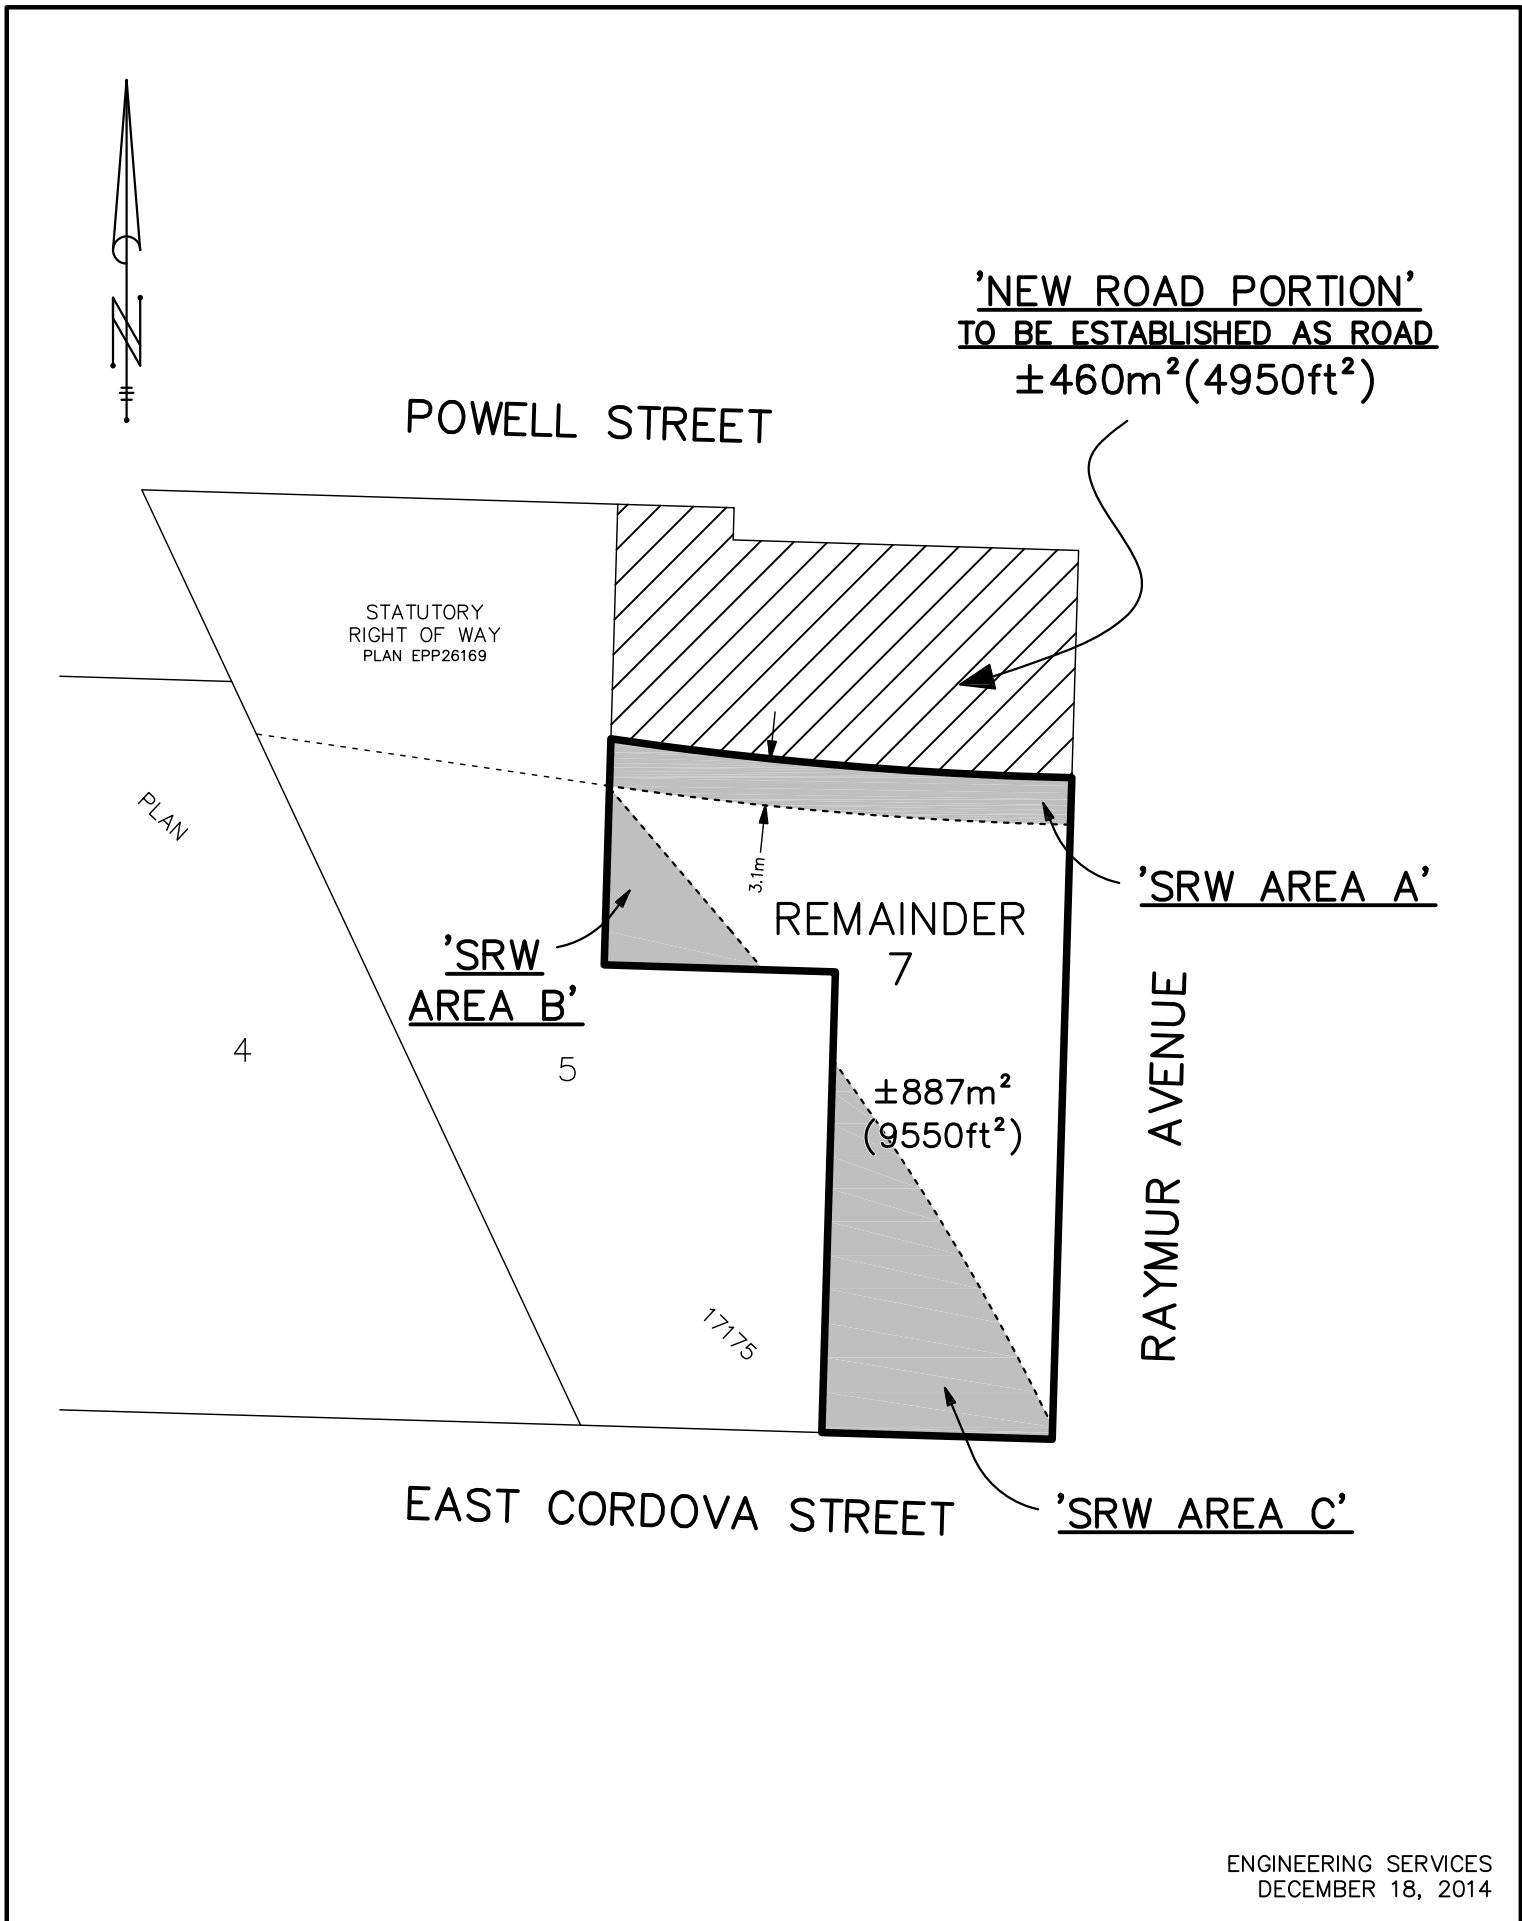 N
'NEW ROAD PORTION'
TO BE ESTABLISHED AS ROAD
±460m²(4950ft²)
POWELL STREET
STATUTORY
RIGHT OF WAY
PLAN EPP26169
PLAN
3.1m
'SRW AREA A'
REMAINDER
7
'SRW
AREA B'
4
5
±887m²
(9550ft²)
RAYMUR AVENUE
17175
EAST CORDOVA STREET
'SRW AREA C'
ENGINEERING SERVICES
DECEMBER 18, 2014